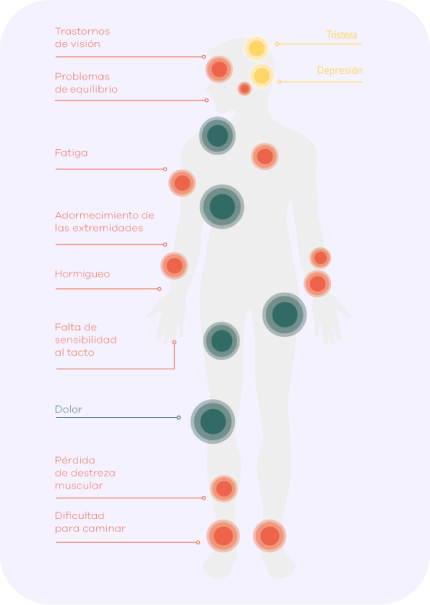 Trastornos
de visión
Tristeza
Problemas
de equilibrio
Depresión
Fatiga
Adormecimiento de
las extremidades
Hormigueo
Falta de
sensibilidad
al tacto
Dolor
Pérdida
de destreza
muscular
Dificultad
para caminar